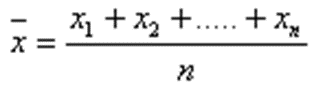 x̄ = (x₁ + x₂ + ..... + xₙ) / n